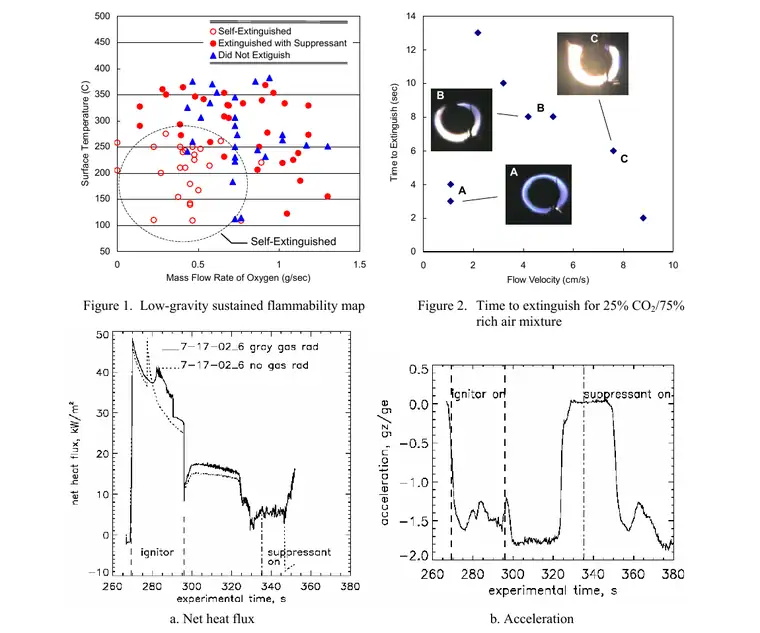 500
450
400
350
300
250
200
150
100
50
Surface Temperature (C)
Self-Extinguished
Extinguished with Suppressant
Did Not Extiguish
Self-Extinguished
0 0.5 1 1.5
Mass Flow Rate of Oxygen (g/sec)
14
12
10
8
6
4
2
0
Time to Extinguish (sec)
C
B
B
C
A
A
0 2 4 6 8 10
Flow Velocity (cm/s)
Figure 1. Low-gravity sustained flammability map
Figure 2. Time to extinguish for 25% CO₂/75%
rich air mixture
50
40
30
20
10
0
-10
net heat flux, kW/m²
7-17-02_6 gray gas rad
7-17-02_6 no gas rad
ignitor
suppressant
on
260 280 300 320 340 360 380
experimental time, s
0.5
0.0
-0.5
-1.0
-1.5
-2.0
acceleration, gz/ge
ignitor on
suppressant on
260 280 300 320 340 360 380
experimental time, s
a. Net heat flux
b. Acceleration